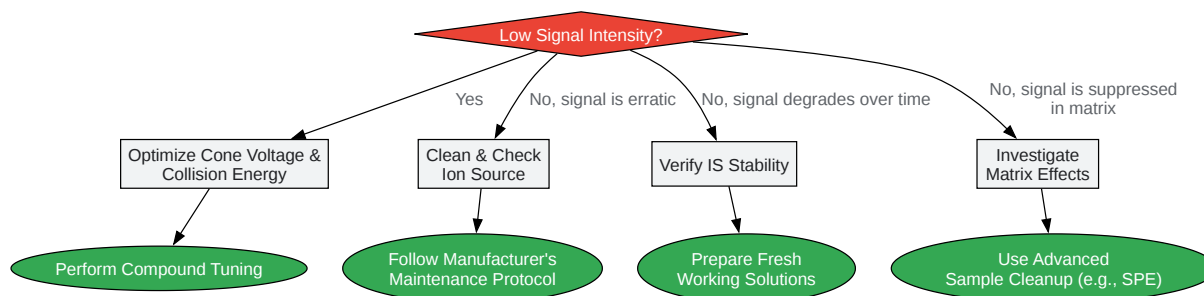 Low Signal Intensity?
Yes
No, signal is erratic
No, signal degrades over time
No, signal is suppressed
in matrix
Optimize Cone Voltage &
Collision Energy
Clean & Check
Ion Source
Verify IS Stability
Investigate
Matrix Effects
Perform Compound Tuning
Follow Manufacturer's
Maintenance Protocol
Prepare Fresh
Working Solutions
Use Advanced
Sample Cleanup (e.g., SPE)